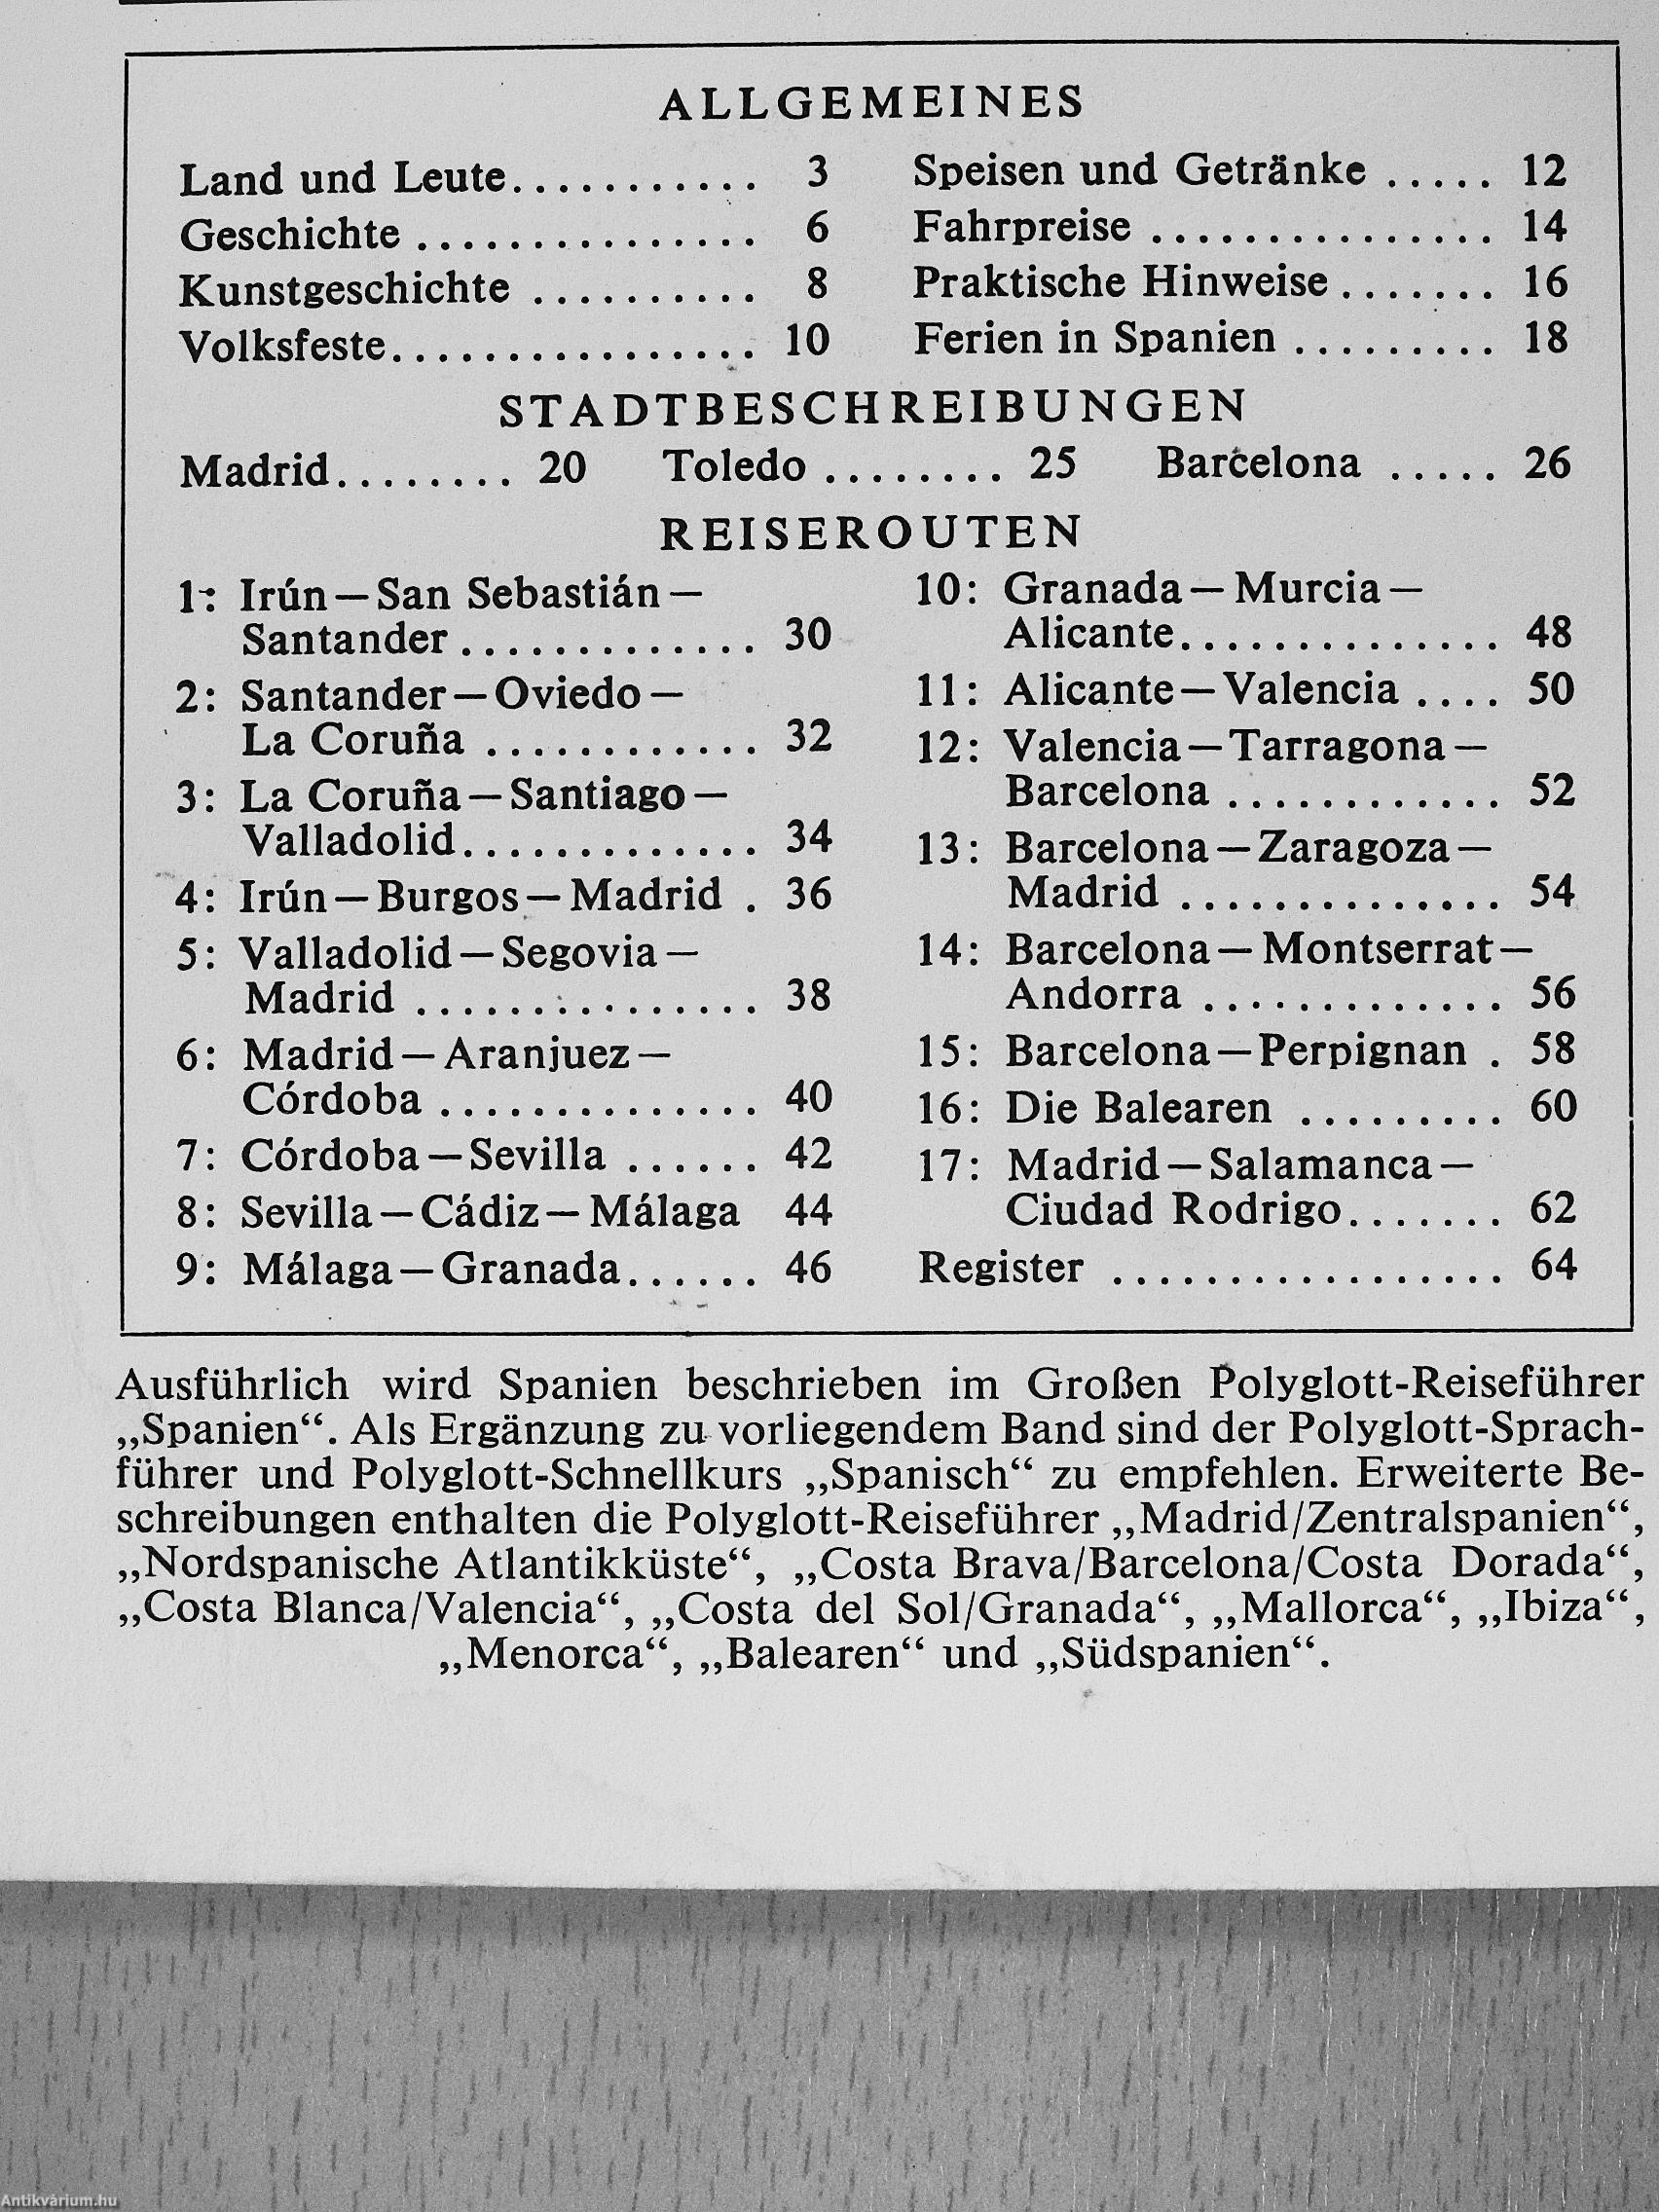 ALLGEMEINES
Land und Leute........... 3
Geschichte ............... 6
Kunstgeschichte .......... 8
Volksfeste................ 10
Speisen und Getränke ..... 12
Fahrpreise ............... 14
Praktische Hinweise....... 16
Ferien in Spanien ......... 18
STADTBESCHREIBUNGEN
Madrid........ 20 Toledo ........ 25 Barcelona ..... 26
REISEROUTEN
1: Irún—San Sebastián—
Santander ............. 30
2: Santander—Oviedo—
La Coruña ............ 32
3: La Coruña—Santiago—
Valladolid............. 34
4: Irún—Burgos—Madrid . 36
5: Valladolid—Segovia—
Madrid ............... 38
6: Madrid—Aranjuez—
Córdoba .............. 40
7: Córdoba—Sevilla ...... 42
8: Sevilla—Cádiz—Málaga 44
9: Málaga—Granada...... 46
10: Granada—Murcia—
Alicante.............. 48
11: Alicante—Valencia .... 50
12: Valencia—Tarragona—
Barcelona ............ 52
13: Barcelona—Zaragoza—
Madrid .............. 54
14: Barcelona—Montserrat—
Andorra ............. 56
15: Barcelona—Perpignan . 58
16: Die Balearen ......... 60
17: Madrid—Salamanca—
Ciudad Rodrigo....... 62
Register ................. 64
Ausführlich wird Spanien beschrieben im Großen Polyglott-Reiseführer
„Spanien“. Als Ergänzung zu vorliegendem Band sind der Polyglott-Sprach-
führer und Polyglott-Schnellkurs „Spanisch“ zu empfehlen. Erweiterte Be-
schreibungen enthalten die Polyglott-Reiseführer „Madrid/Zentralspanien“,
„Nordspanische Atlantikküste“, „Costa Brava/Barcelona/Costa Dorada“,
„Costa Blanca/Valencia“, „Costa del Sol/Granada“, „Mallorca“, „Ibiza“,
„Menorca“, „Balearen“ und „Südspanien“.
Antikvárium.hu